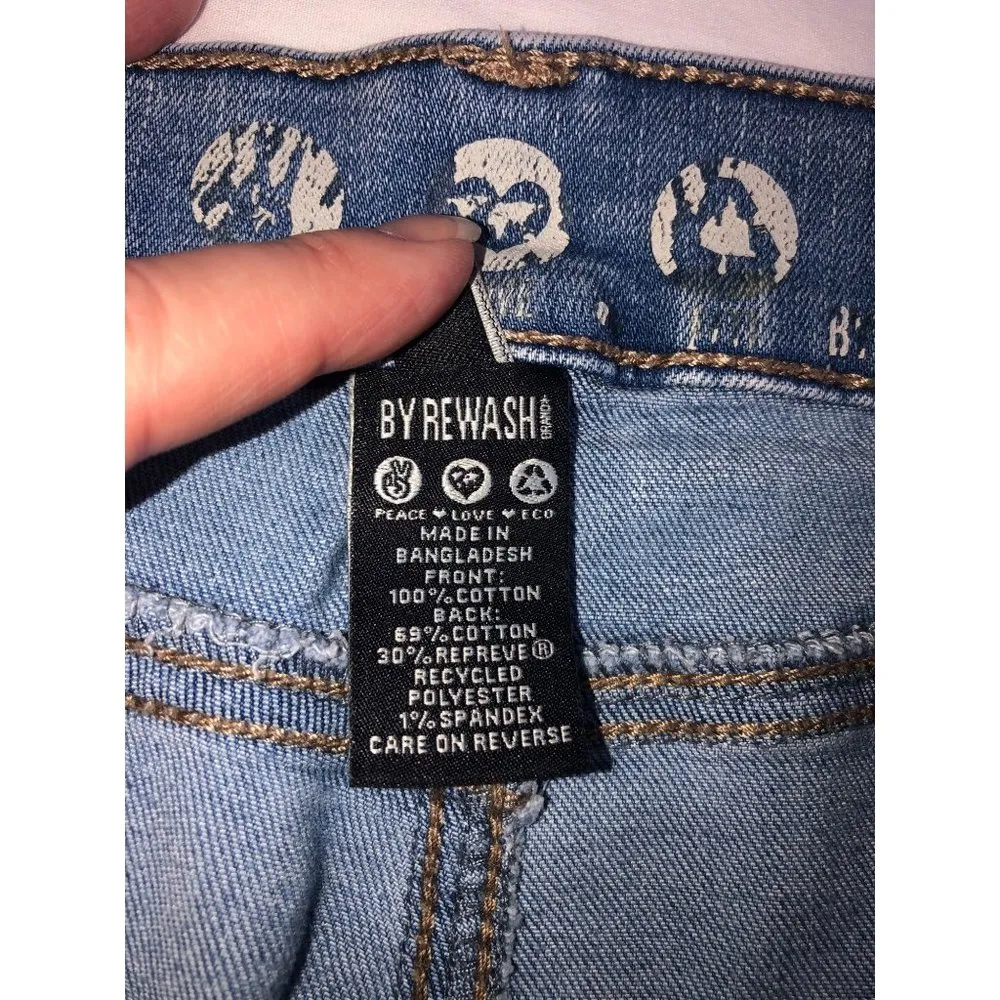 BY REWASH BRAND
PEACE ❤ LOVE ❤ ECO
MADE IN
BANGLADESH
FRONT:
100% COTTON
BACK:
69% COTTON
30% REPREVE®
RECYCLED
POLYESTER
1% SPANDEX
CARE ON REVERSE